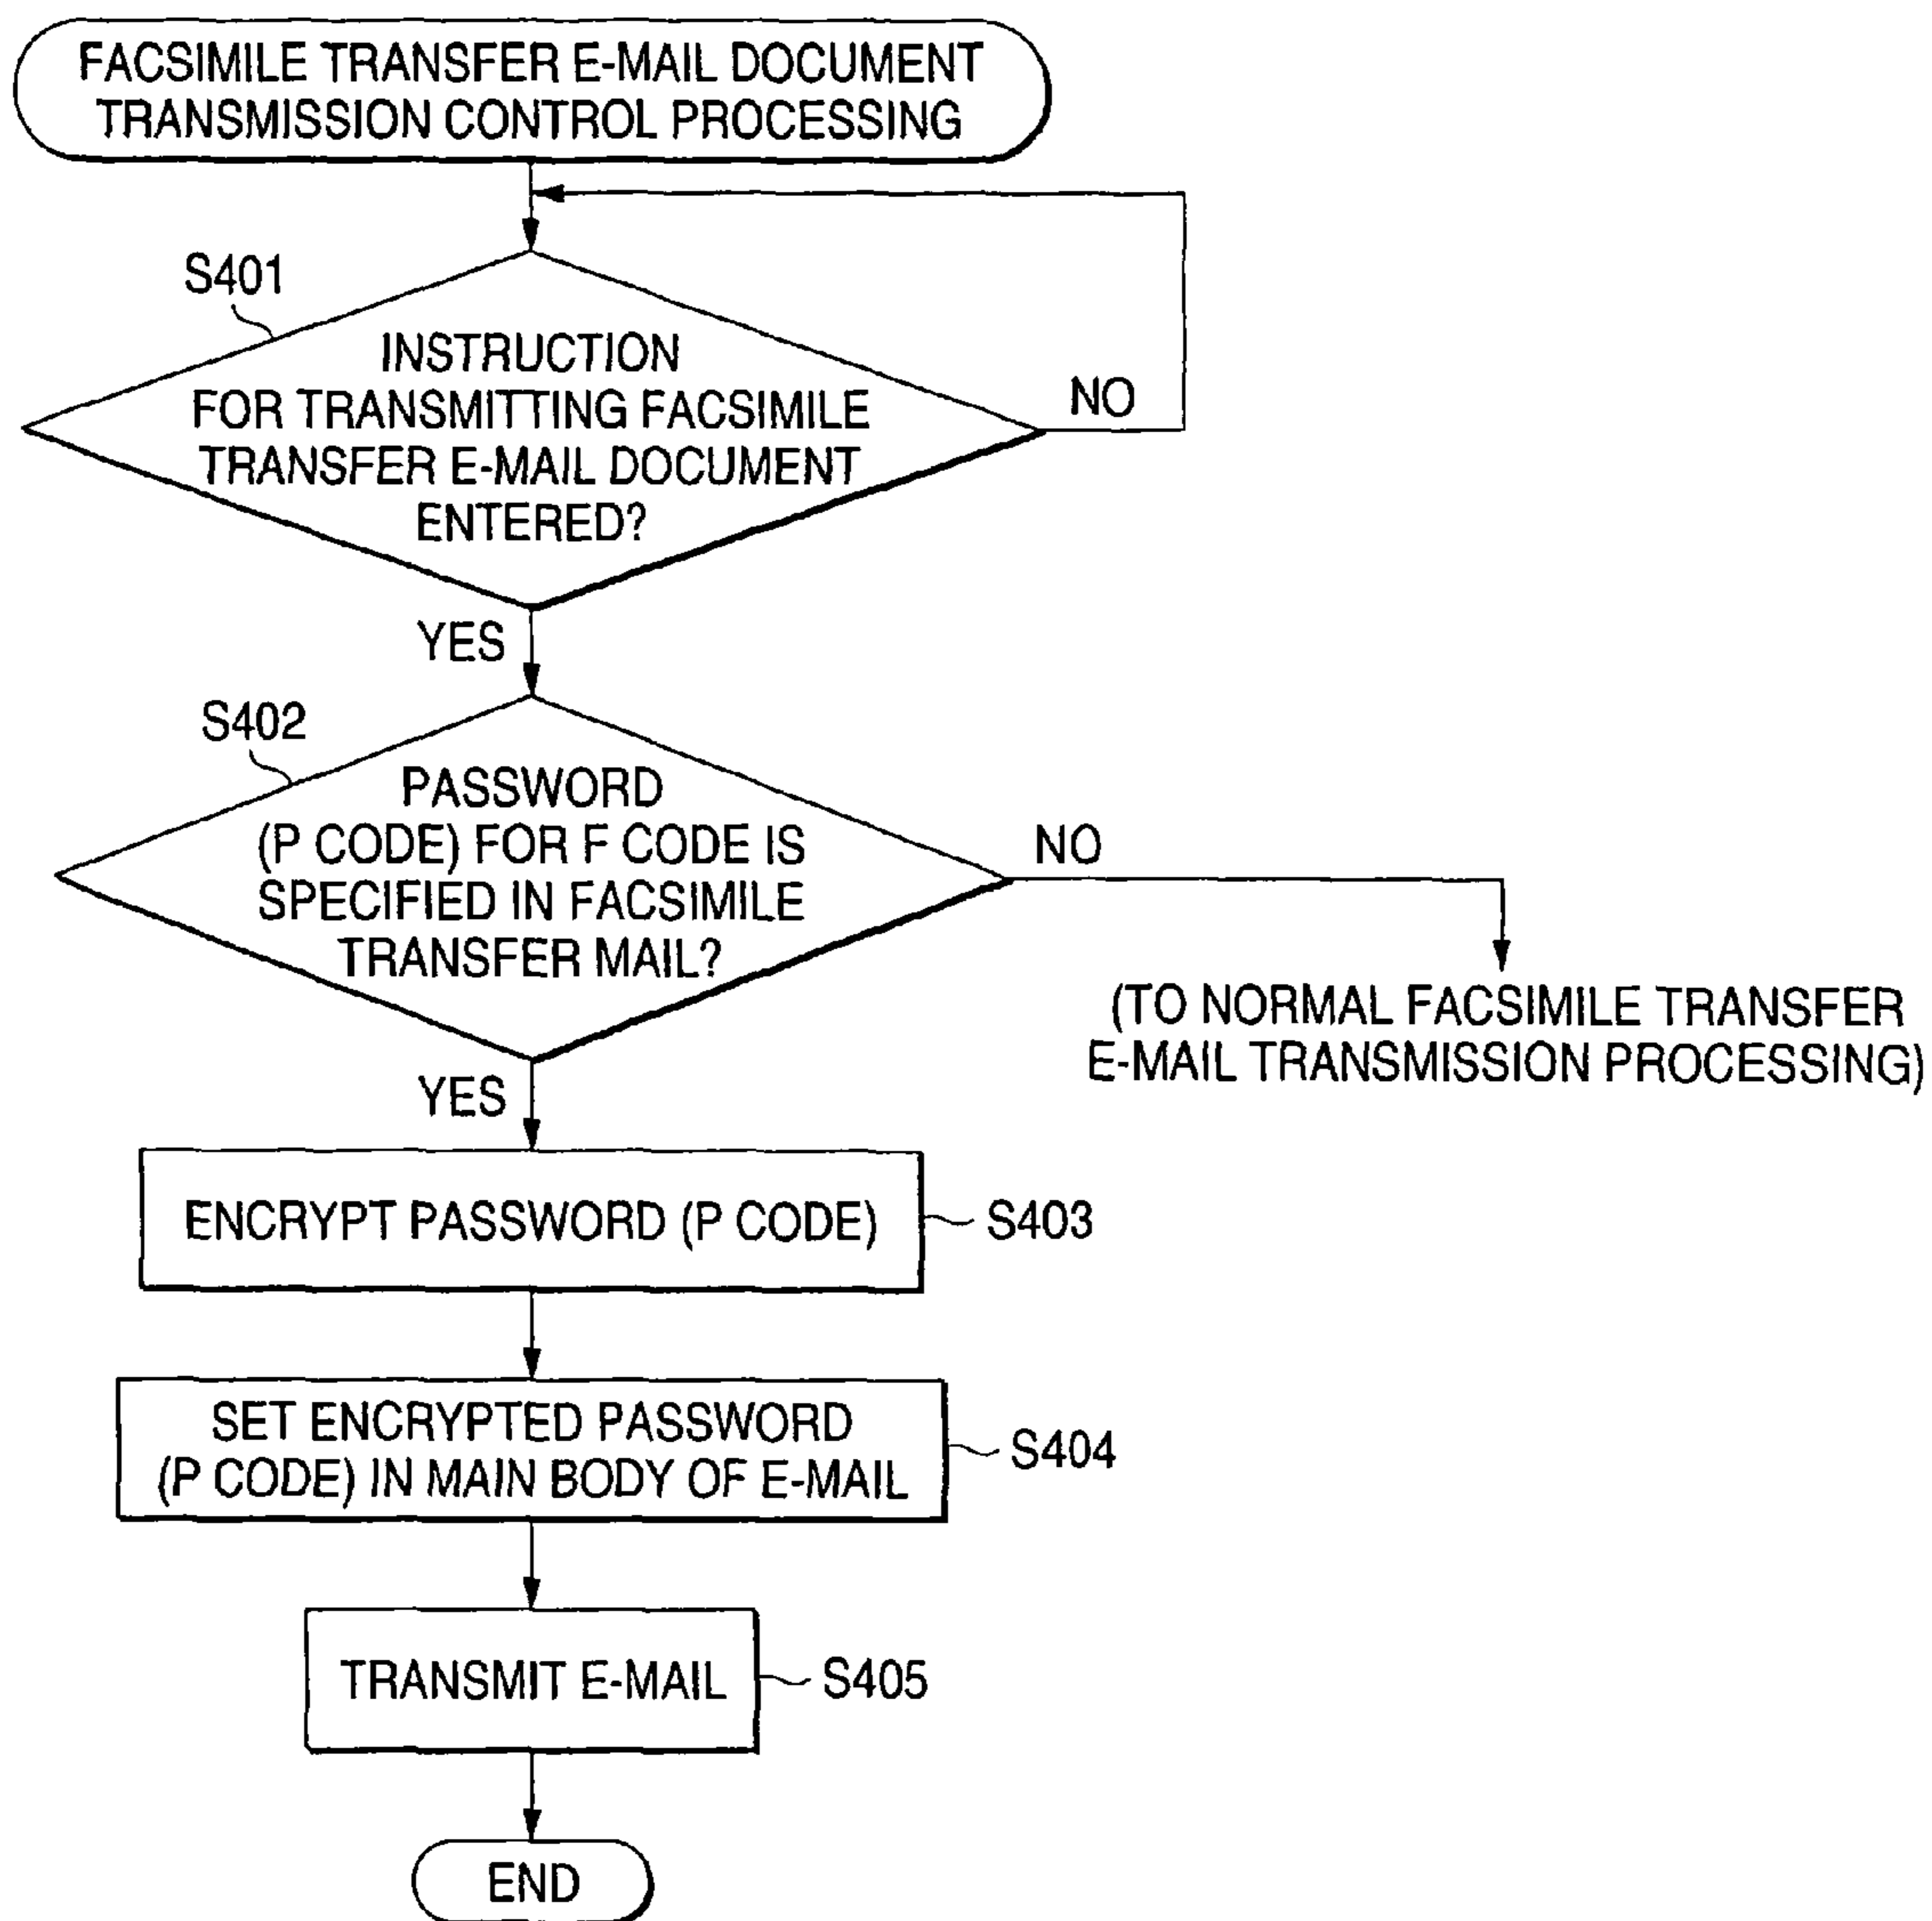 FACSIMILE TRANSFER E-MAIL DOCUMENT
TRANSMISSION CONTROL PROCESSING
S401
INSTRUCTION
FOR TRANSMITTING FACSIMILE
TRANSFER E-MAIL DOCUMENT
ENTERED?
NO
YES
S402
PASSWORD
(P CODE) FOR F CODE IS
SPECIFIED IN FACSIMILE
TRANSFER MAIL?
NO
(TO NORMAL FACSIMILE TRANSFER
E-MAIL TRANSMISSION PROCESSING)
YES
ENCRYPT PASSWORD (P CODE)
S403
SET ENCRYPTED PASSWORD
(P CODE) IN MAIN BODY OF E-MAIL
S404
TRANSMIT E-MAIL
S405
END